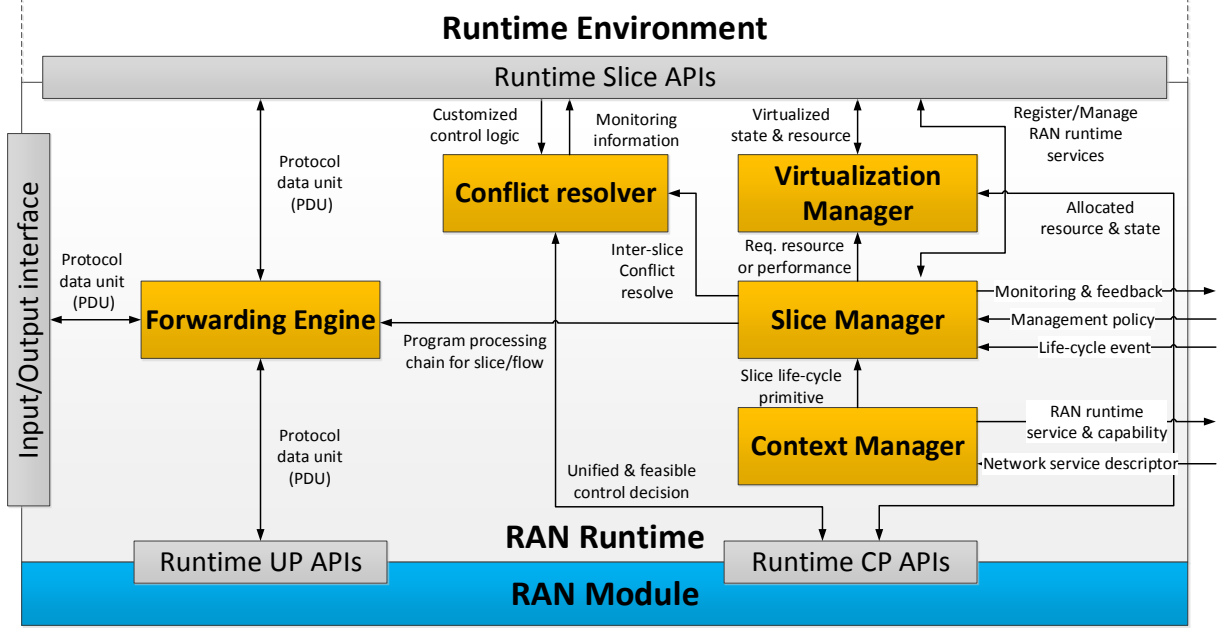 Runtime Environment
Runtime Slice APIs
Customized
control logic
Monitoring
information
Virtualized
state & resource
Register/Manage
RAN runtime
services
Protocol
data unit
(PDU)
Conflict resolver
Virtualization
Manager
Allocated
resource & state
Input/Output interface
Protocol
data unit
(PDU)
Inter-slice
Conflict
resolve
Req. resource
or performance
Forwarding Engine
Slice Manager
Monitoring & feedback
Management policy
Life-cycle event
Program processing
chain for slice/flow
Slice life-cycle
primitive
Context Manager
RAN runtime
service & capability
Network service descriptor
Protocol
data unit
(PDU)
Unified & feasible
control decision
RAN Runtime
Runtime UP APIs
Runtime CP APIs
RAN Module